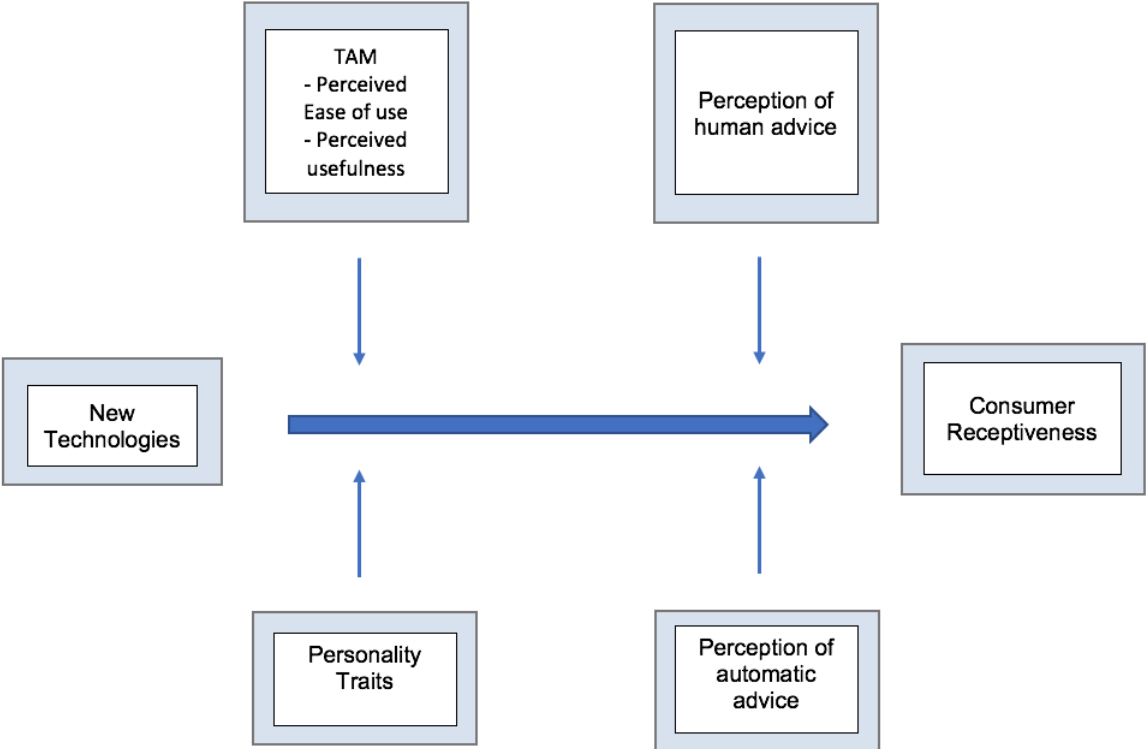 TAM
- Perceived
Ease of use
- Perceived
usefulness
Perception of
human advice
New
Technologies
Consumer
Receptiveness
Personality
Traits
Perception of
automatic
advice